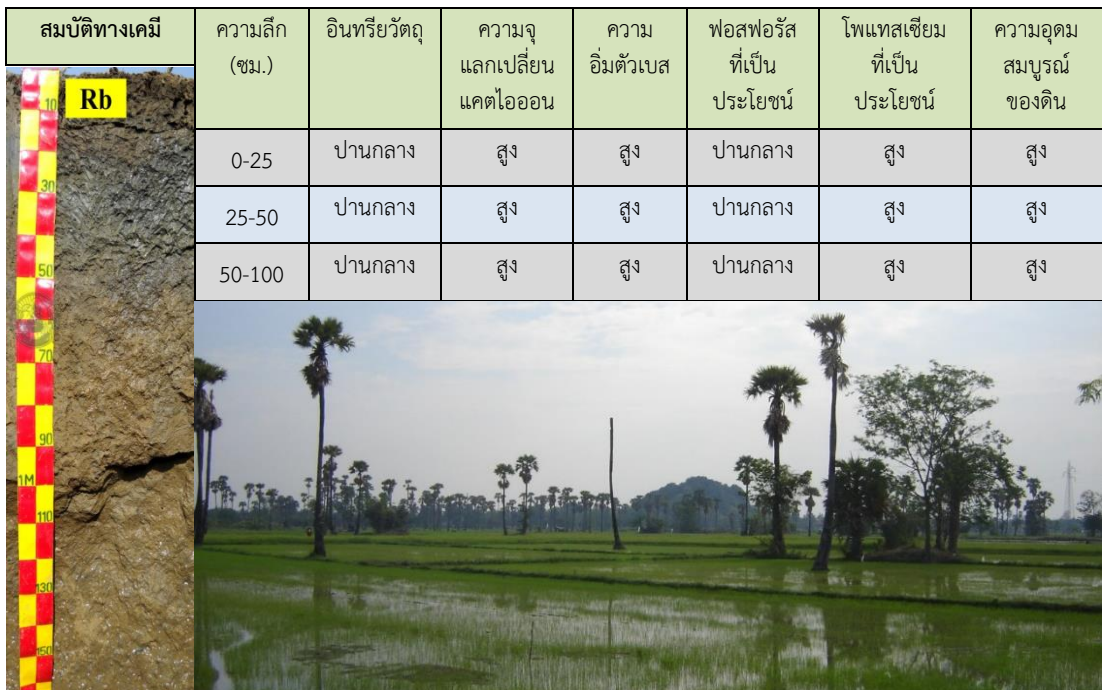 สมบัติทางเคมี
ความลึก
(ซม.)
อินทรียวัตถุ
ความจุ
แลกเปลี่ยน
แคตไอออน
ความ
อิ่มตัวเบส
ฟอสฟอรัส
ที่เป็น
ประโยชน์
โพแทสเซียม
ที่เป็น
ประโยชน์
ความอุดม
สมบูรณ์
ของดิน
0-25 ปานกลาง สูง สูง ปานกลาง สูง สูง
25-50 ปานกลาง สูง สูง ปานกลาง สูง สูง
50-100 ปานกลาง สูง สูง ปานกลาง สูง สูง
Rb
10
30
50
70
90
1M
110
130
150